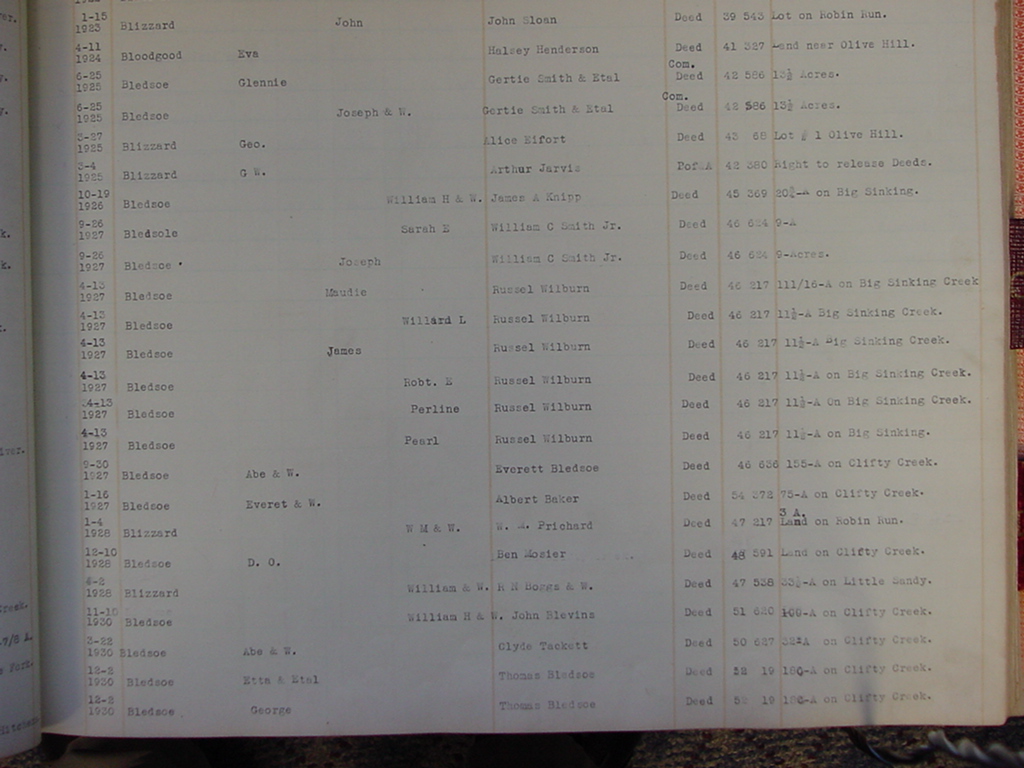 1-15
1923 Blizzard John John Sloan Deed 39 543 Lot on Robin Run.
4-11
1924 Bloodgood Eva Halsey Henderson Deed 41 327 Land near Olive Hill.
6-25 Com.
1925 Bledsoe Glennie Gertie Smith & Etal Deed 42 586 13½ Acres.
6-25 Com.
1925 Bledsoe Joseph & W. Gertie Smith & Etal Deed 42 586 13½ Acres.
3-27
1925 Blizzard Geo. Alice Eifort Deed 43 68 Lot # 1 Olive Hill.
3-4
1925 Blizzard G W. Arthur Jarvis PofA 42 380 Right to release Deeds.
10-19
1926 Bledsoe William H & W. James A Knipp Deed 45 369 on Big Sinking.
9-26
1927 Bledsole Sarah E William C Smith Jr. Deed 46 624 9-A
9-26
1927 Bledsoe Joseph William C Smith Jr. Deed 46 624 9-Acres.
4-13
1927 Bledsoe Maudie Russel Wilburn Deed 46 217 111/16-A on Big Sinking Creek
4-13
1927 Bledsoe Willard L Russel Wilburn Deed 46 217 11½-A Big Sinking Creek.
4-13
1927 Bledsoe James Russel Wilburn Deed 46 217 11½-A Big Sinking Creek.
4-13
1927 Bledsoe Robt. E Russel Wilburn Deed 46 217 11½-A on Big Sinking Creek.
4-13
1927 Bledsoe Perline Russel Wilburn Deed 46 217 11½-A On Big Sinking Creek.
4-13
1927 Bledsoe Pearl Russel Wilburn Deed 46 217 11½-A on Big Sinking.
9-30
1927 Bledsoe Abe & W. Everett Bledsoe Deed 46 636 155-A on Clifty Creek.
1-16
1927 Bledsoe Everet & W. Albert Baker Deed 54 372 75-A on Clifty Creek.
1-4 3 A.
1928 Blizzard W M & W. W. A. Prichard Deed 47 217 Land on Robin Run.
12-10
1928 Bledsoe D. O. Ben Mosier Deed 48 591 Land on Clifty Creek.
4-2
1928 Blizzard William & W. R N Boggs & W. Deed 47 538 on Little Sandy.
11-10
1930 Bledsoe William H & W. John Blevins Deed 51 620 100-A on Clifty Creek.
3-22
1930 Bledsoe Abe & W. Clyde Tackett Deed 50 627 on Clifty Creek.
12-2
1930 Bledsoe Etta & Etal Thomas Bledsoe Deed 52 19 180-A on Clifty Creek.
12-2
1930 Bledsoe George Thomas Bledsoe Deed 52 19 180-A on Clifty Creek.